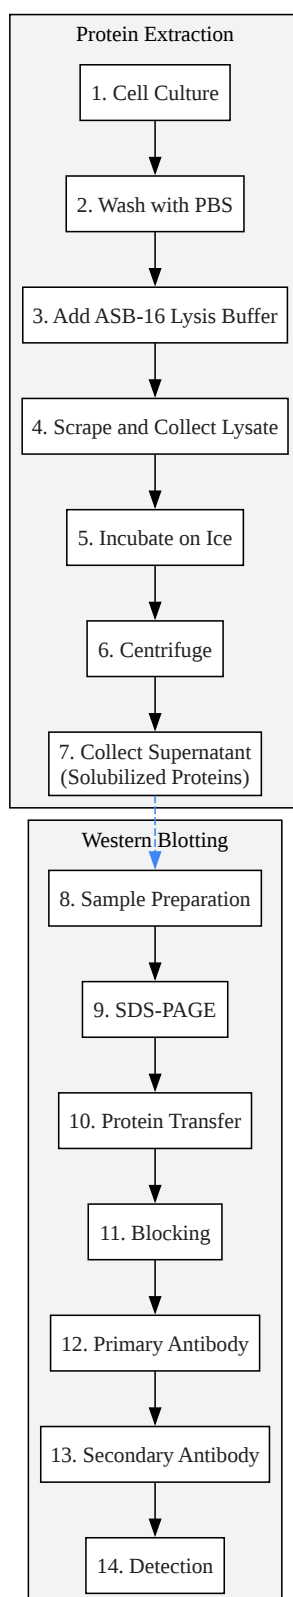 Protein Extraction
1. Cell Culture
2. Wash with PBS
3. Add ASB-16 Lysis Buffer
4. Scrape and Collect Lysate
5. Incubate on Ice
6. Centrifuge
7. Collect Supernatant
(Solubilized Proteins)
Western Blotting
8. Sample Preparation
9. SDS-PAGE
10. Protein Transfer
11. Blocking
12. Primary Antibody
13. Secondary Antibody
14. Detection